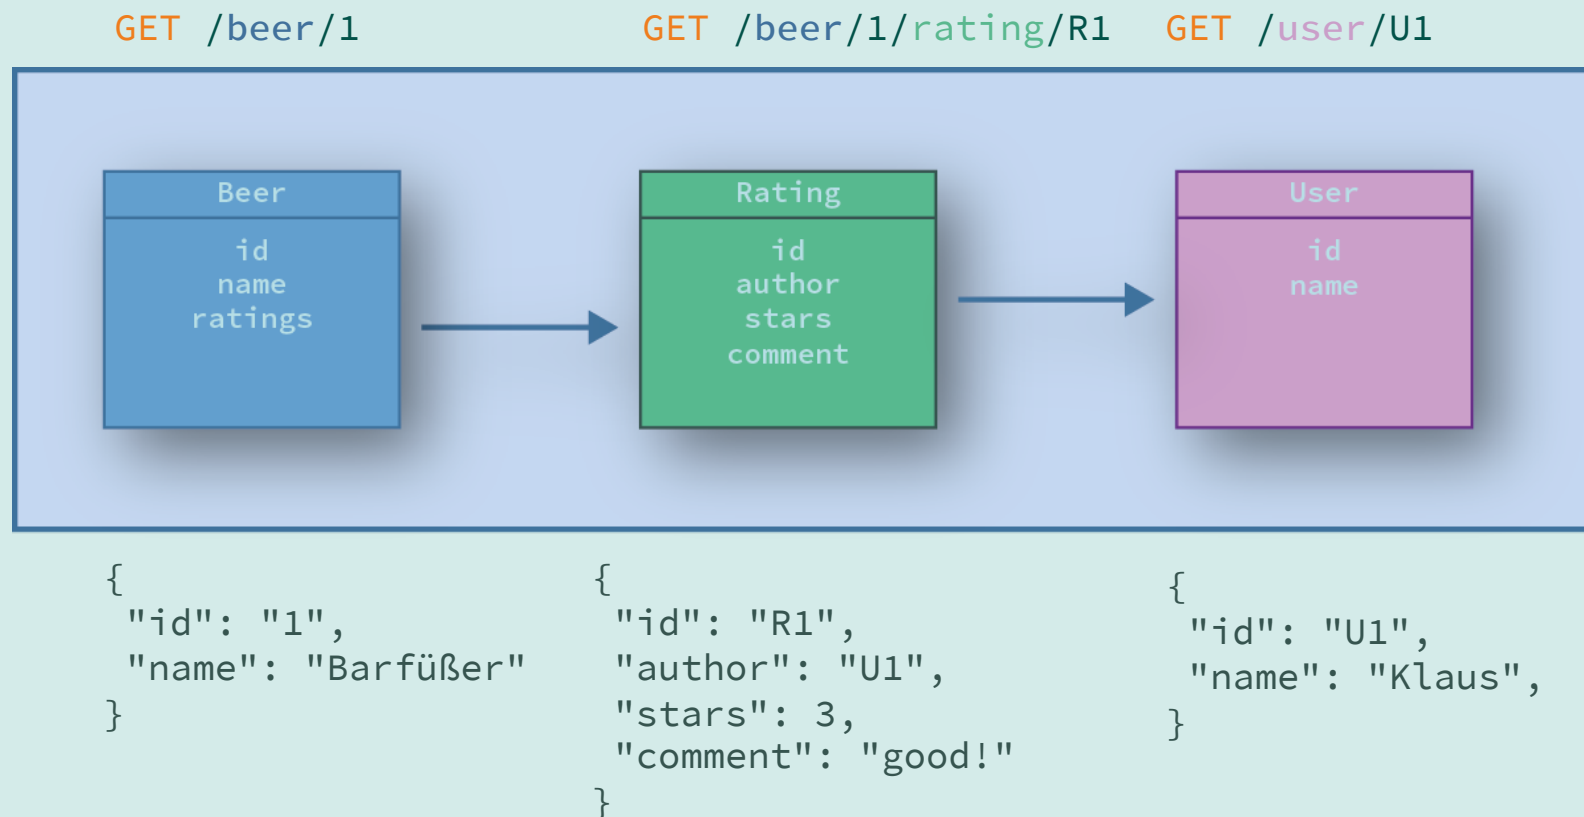 GET /beer/1
GET /beer/1/rating/R1
GET /user/U1
Beer
id
name
ratings
Rating
id
author
stars
comment
User
id
name
{
"id": "1",
"name": "Barfüßer"
}
{
"id": "R1",
"author": "U1",
"stars": 3,
"comment": "good!"
}
{
"id": "U1",
"name": "Klaus",
}